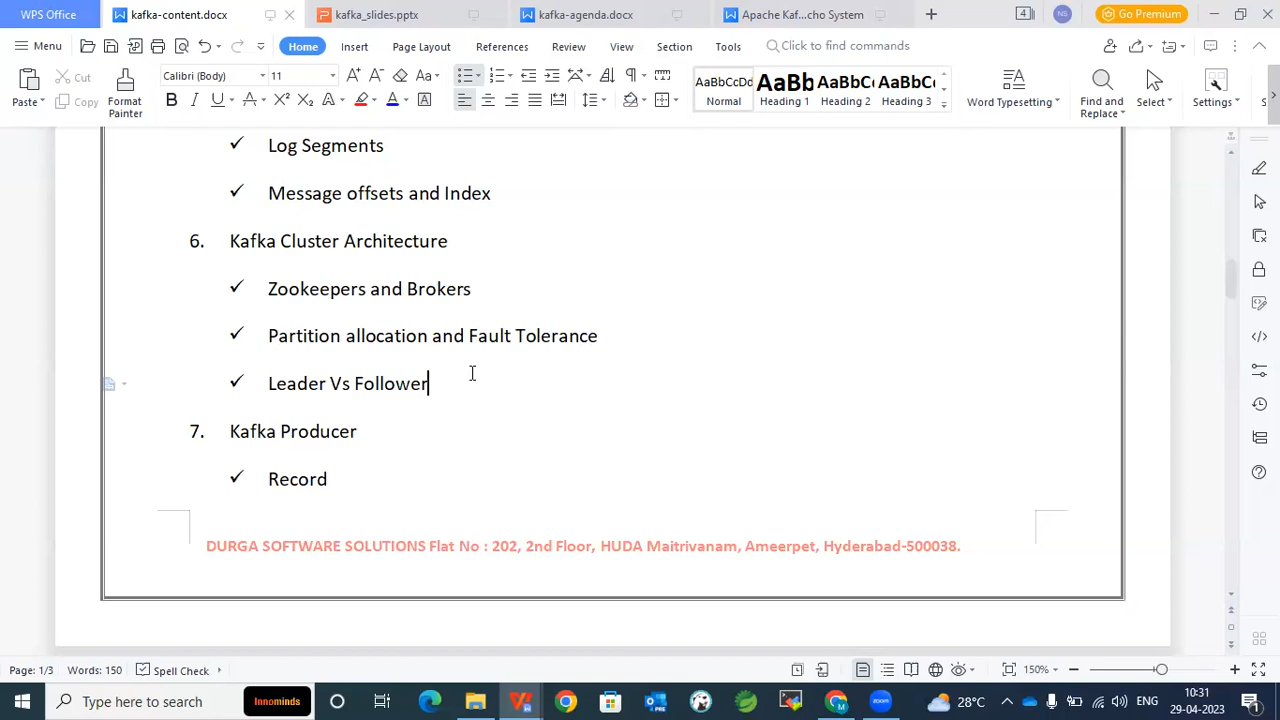 WPS Office
kafka-content.docx
kafka_slides.pptx
kafka-agenda.docx
Apache Kaf...cho System
4
NS
Go Premium
Menu
Home
Insert
Page Layout
References
Review
View
Section
Tools
Click to find commands
Paste
Cut
Copy
Format
Painter
Calibri (Body)
11
AaBbCcDd
Normal
AaBb
Heading 1
AaBbC
Heading 2
AaBbC
Heading 3
Word Typesetting
Find and
Replace
Select
Settings
Log Segments
Message offsets and Index
6. Kafka Cluster Architecture
Zookeepers and Brokers
Partition allocation and Fault Tolerance
Leader Vs Follower
7. Kafka Producer
Record
DURGA SOFTWARE SOLUTIONS Flat No : 202, 2nd Floor, HUDA Maitrivanam, Ameerpet, Hyderabad-500038.
Page: 1/3
Words: 150
Spell Check
150%
Type here to search
Innominds
28°C
ENG
10:31
29-04-2023